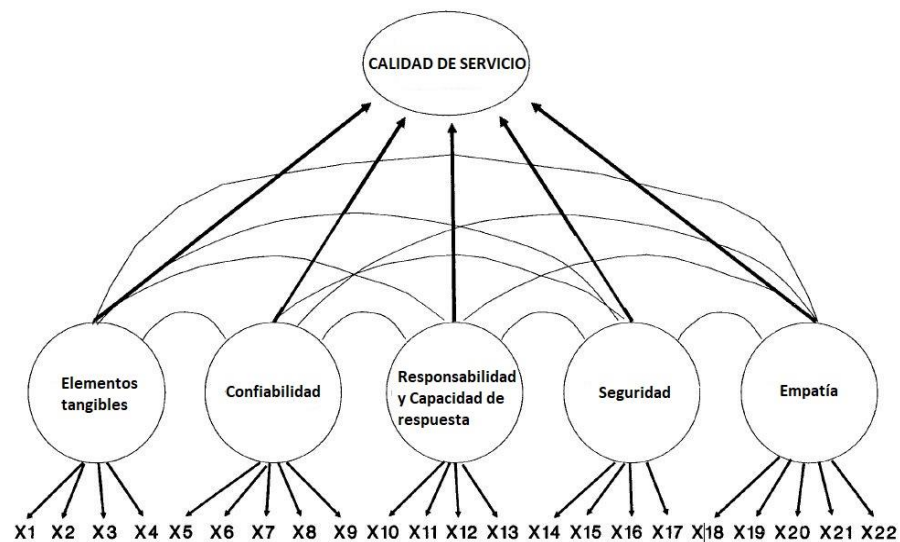 CALIDAD DE SERVICIO
Elementos
tangibles
Confiabilidad
Responsabilidad
y Capacidad de
respuesta
Seguridad
Empatía
X1 X2 X3 X4 X5 X6 X7 X8 X9 X10 X11 X12 X13 X14 X15 X16 X17 X18 X19 X20 X21 X22